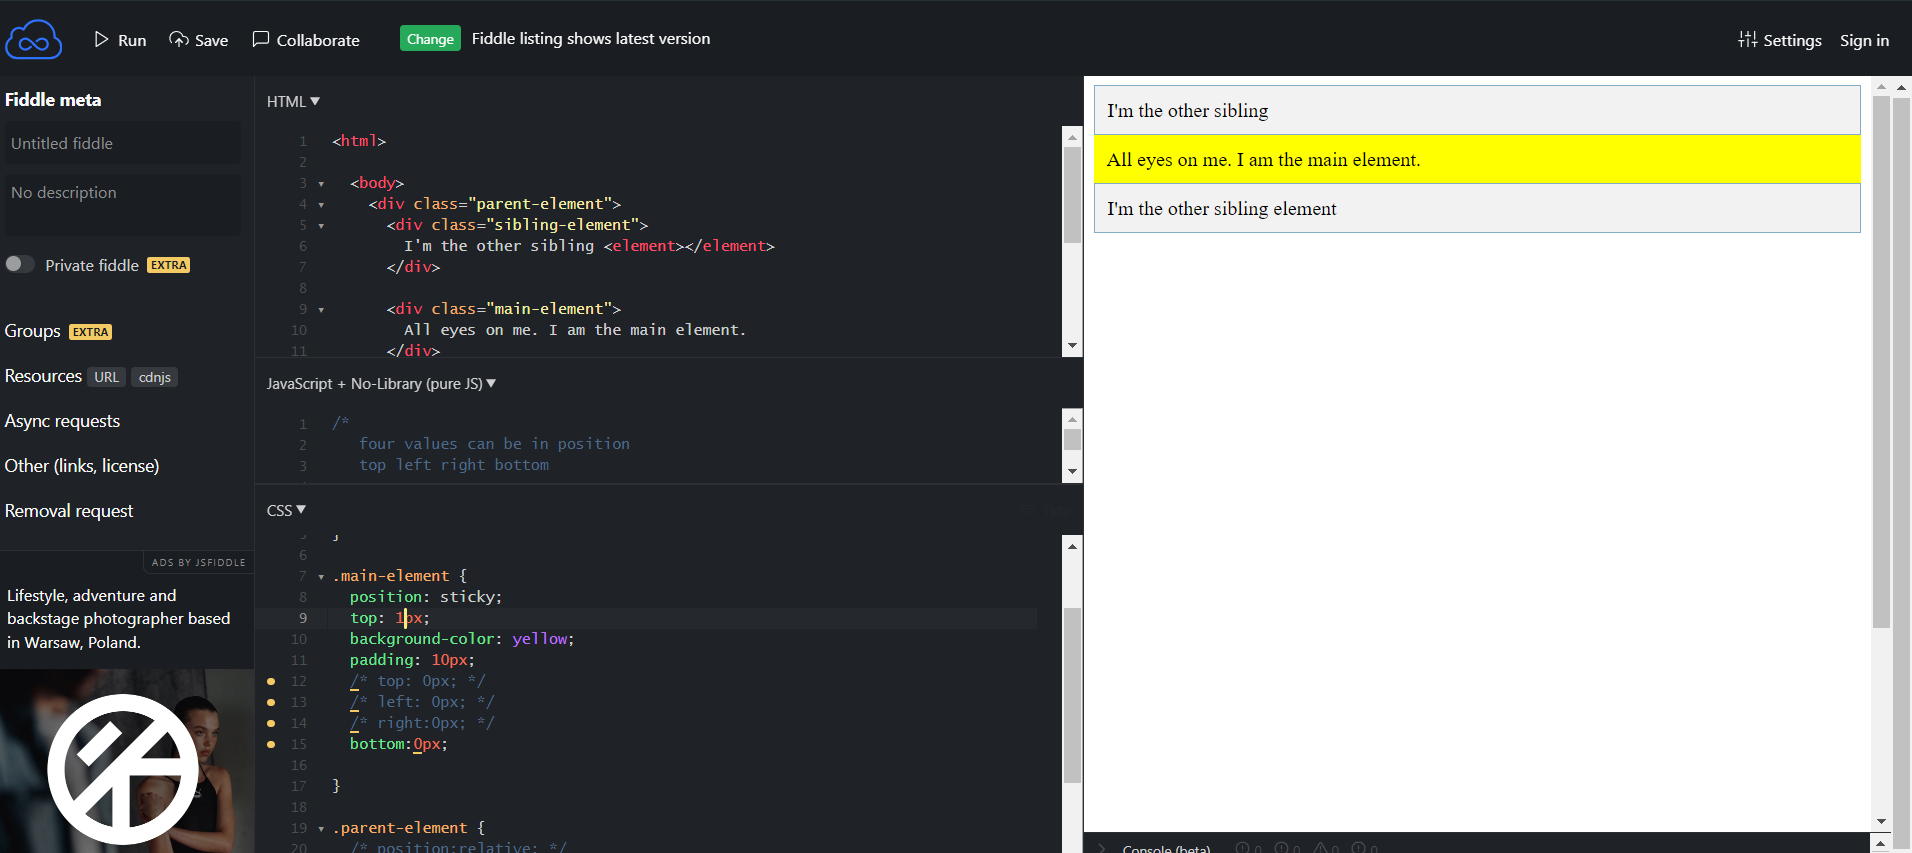 Run
Save
Collaborate
Change
Fiddle listing shows latest version
Settings
Sign in
Fiddle meta
Untitled fiddle
No description
Private fiddle EXTRA
Groups EXTRA
Resources URL cdnjs
Async requests
Other (links, license)
Removal request
ADS BY JSFIDDLE
Lifestyle, adventure and
backstage photographer based
in Warsaw, Poland.
HTML ▼
1 <html>
2
3 <body>
4 <div class="parent-element">
5 <div class="sibling-element">
6 I'm the other sibling <element></element>
7 </div>
8
9 <div class="main-element">
10 All eyes on me. I am the main element.
11 </div>
JavaScript + No-Library (pure JS) ▼
1 /*
2 four values can be in position
3 top left right bottom
CSS ▼
5 }
6
7 .main-element {
8 position: sticky;
9 top: 1px;
10 background-color: yellow;
11 padding: 10px;
12 /* top: 0px; */
13 /* left: 0px; */
14 /* right:0px; */
15 bottom:0px;
16
17 }
18
19 .parent-element {
20 /* position:relative; */
I'm the other sibling
All eyes on me. I am the main element.
I'm the other sibling element
Console (beta) 0 0 0 0